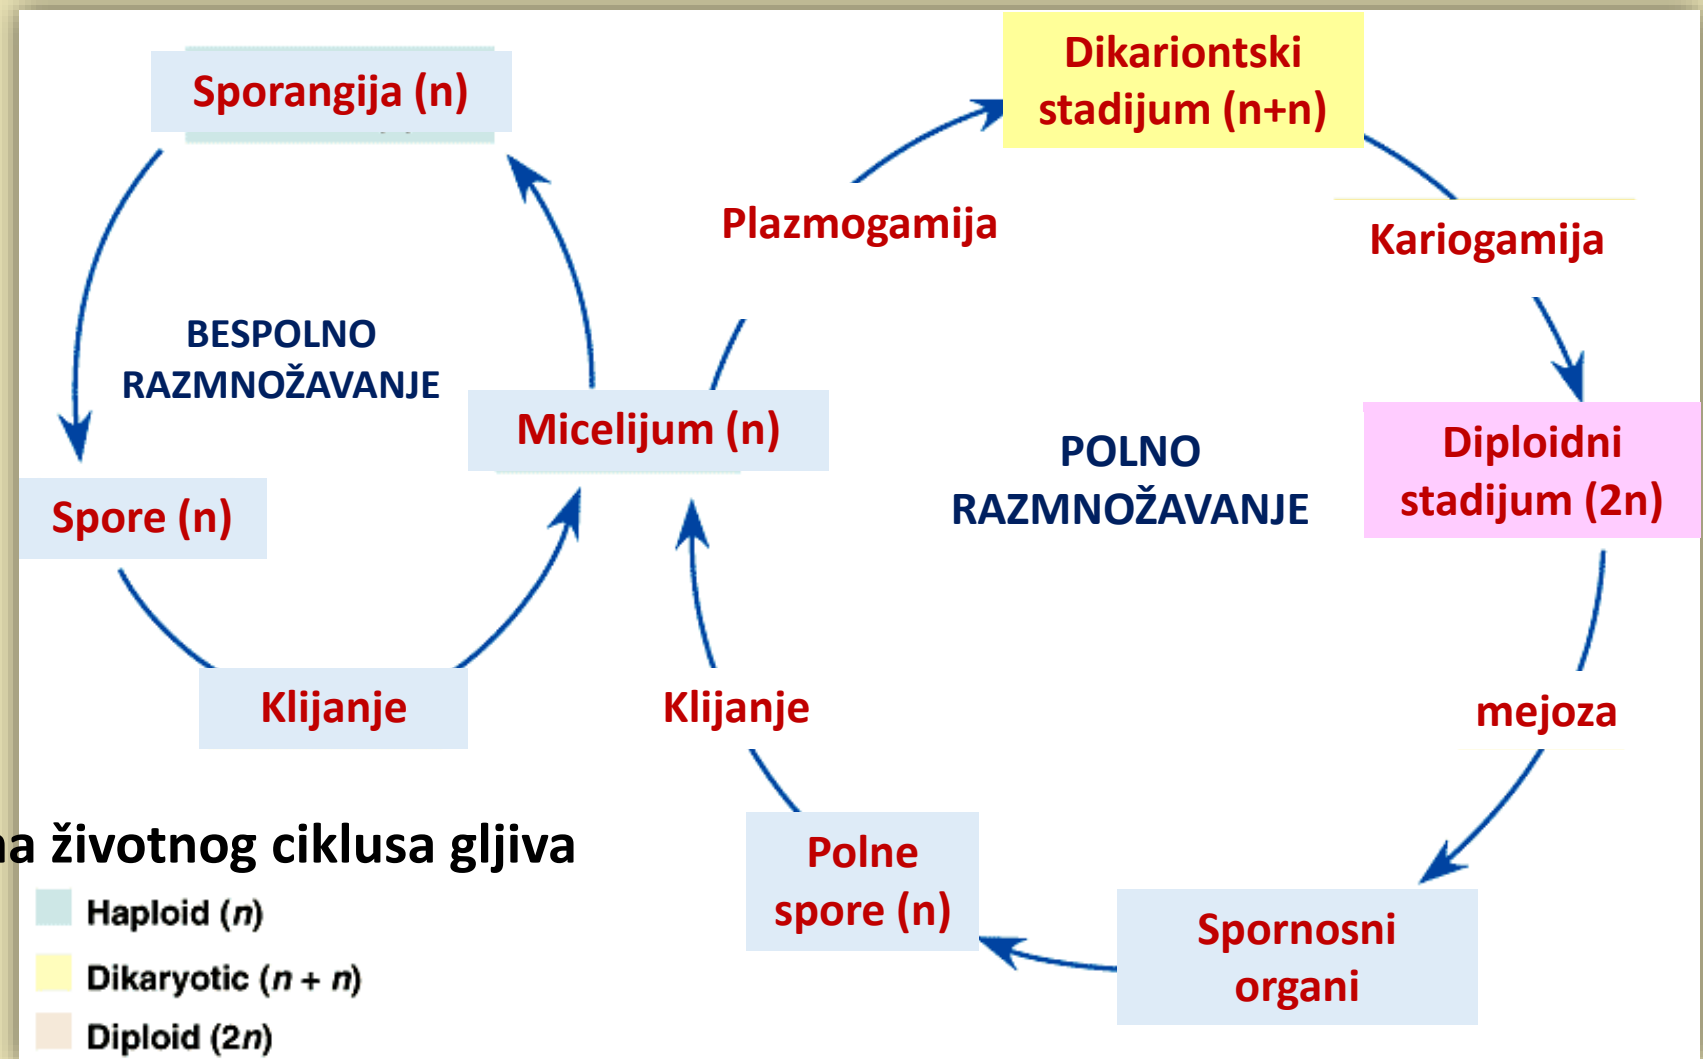 Sporangija (n)
Dikariontski
stadijum (n+n)
Plazmogamija
Kariogamija
BESPOLNO
RAZMNOŽAVANJE
Micelijum (n)
POLNO
RAZMNOŽAVANJE
Diploidni
stadijum (2n)
Spore (n)
Klijanje
Klijanje
mejoza
životnog ciklusa gljiva
Polne
spore (n)
Spornosni
organi
Haploid (n)
Dikaryotic (n + n)
Diploid (2n)